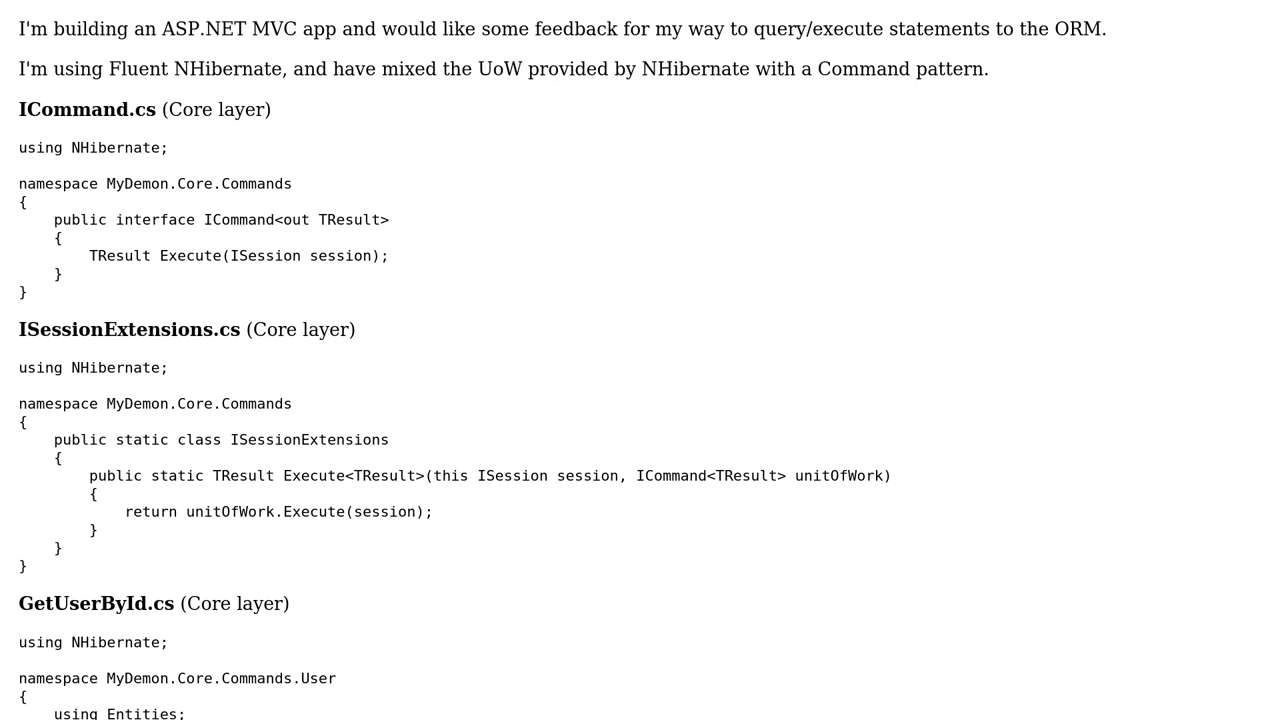 I'm building an ASP.NET MVC app and would like some feedback for my way to query/execute statements to the ORM.
I'm using Fluent NHibernate, and have mixed the UoW provided by NHibernate with a Command pattern.
ICommand.cs (Core layer)
using NHibernate;
namespace MyDemon.Core.Commands
{
    public interface ICommand<out TResult>
    {
        TResult Execute(ISession session);
    }
}
ISessionExtensions.cs (Core layer)
using NHibernate;
namespace MyDemon.Core.Commands
{
    public static class ISessionExtensions
    {
        public static TResult Execute<TResult>(this ISession session, ICommand<TResult> unitOfWork)
        {
            return unitOfWork.Execute(session);
        }
    }
}
GetUserById.cs (Core layer)
using NHibernate;
namespace MyDemon.Core.Commands.User
{
    using Entities;